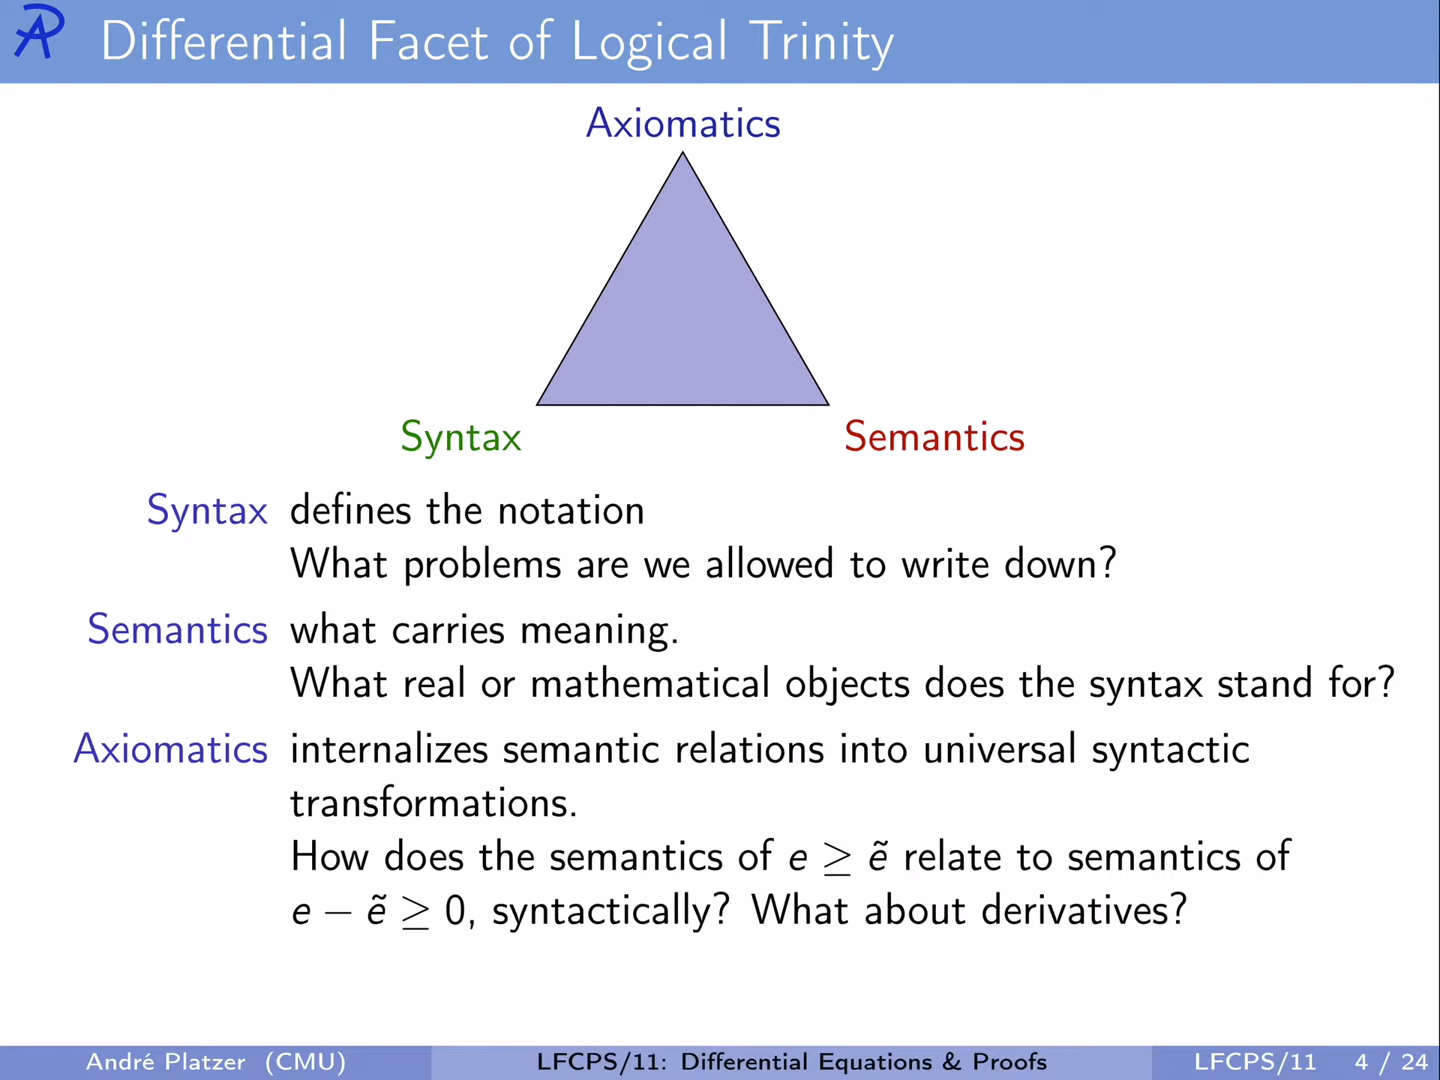 Differential Facet of Logical Trinity
Axiomatics
Syntax
Semantics
Syntax defines the notation
What problems are we allowed to write down?
Semantics what carries meaning.
What real or mathematical objects does the syntax stand for?
Axiomatics internalizes semantic relations into universal syntactic
transformations.
How does the semantics of e ≥ ẽ relate to semantics of
e − ẽ ≥ 0, syntactically? What about derivatives?
André Platzer (CMU)
LFCPS/11: Differential Equations & Proofs
LFCPS/11
4 / 24